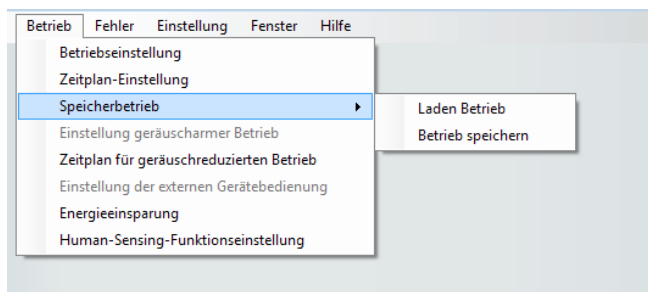 Betrieb Fehler Einstellung Fenster Hilfe
Betriebseinstellung
Zeitplan-Einstellung
Speicherbetrieb
Laden Betrieb
Betrieb speichern
Einstellung geräuscharmer Betrieb
Zeitplan für geräuschreduzierten Betrieb
Einstellung der externen Gerätebedienung
Energieeinsparung
Human-Sensing-Funktionseinstellung